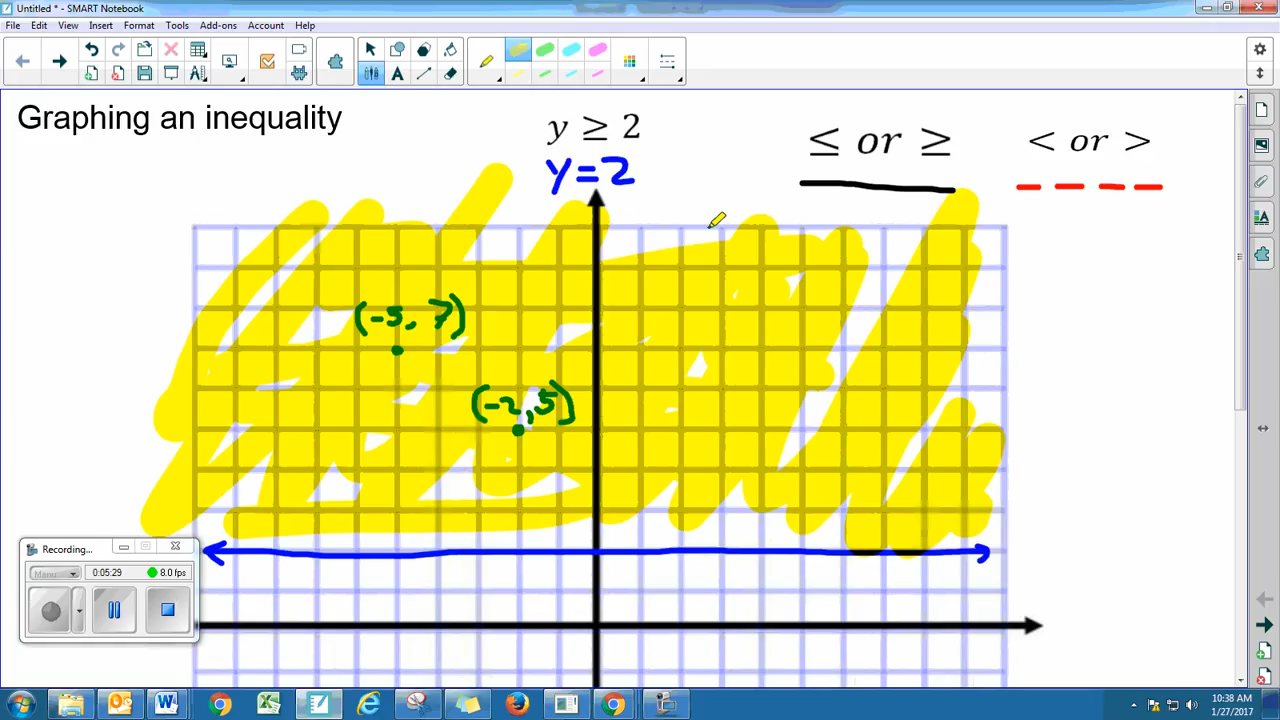 Untitled * - SMART Notebook
File Edit View Insert Format Tools Add-ons Account Help
Graphing an inequality
y ≥ 2
≤ or ≥
< or >
y=2
(-5, 7)
(-2,5)
Recording...
Menu
0:05:29
8.0 fps
10:38 AM
1/27/2017